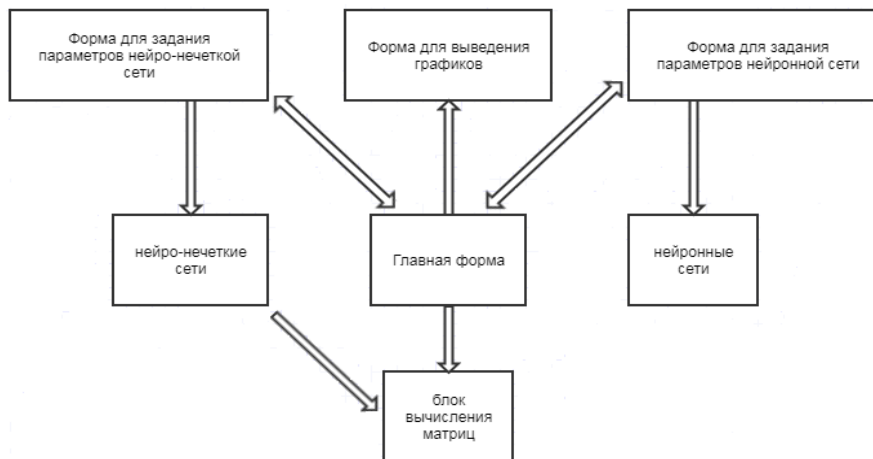 Форма для задания
параметров нейро-нечеткой
сети
Форма для выведения
графиков
Форма для задания
параметров нейронной сети
нейро-нечеткие
сети
Главная форма
нейронные
сети
блок
вычисления
матриц